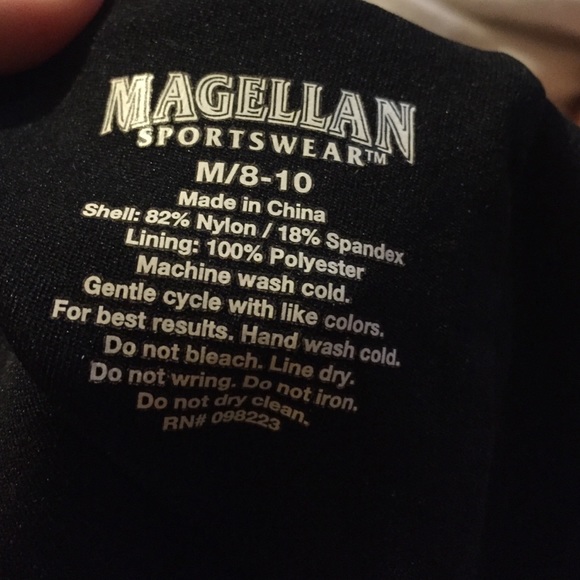 MAGELLAN
SPORTSWEAR™
M/8-10
Made in China
Shell: 82% Nylon / 18% Spandex
Lining: 100% Polyester
Machine wash cold.
Gentle cycle with like colors.
For best results. Hand wash cold.
Do not bleach. Line dry.
Do not wring. Do not iron.
Do not dry clean.
RN# 098223